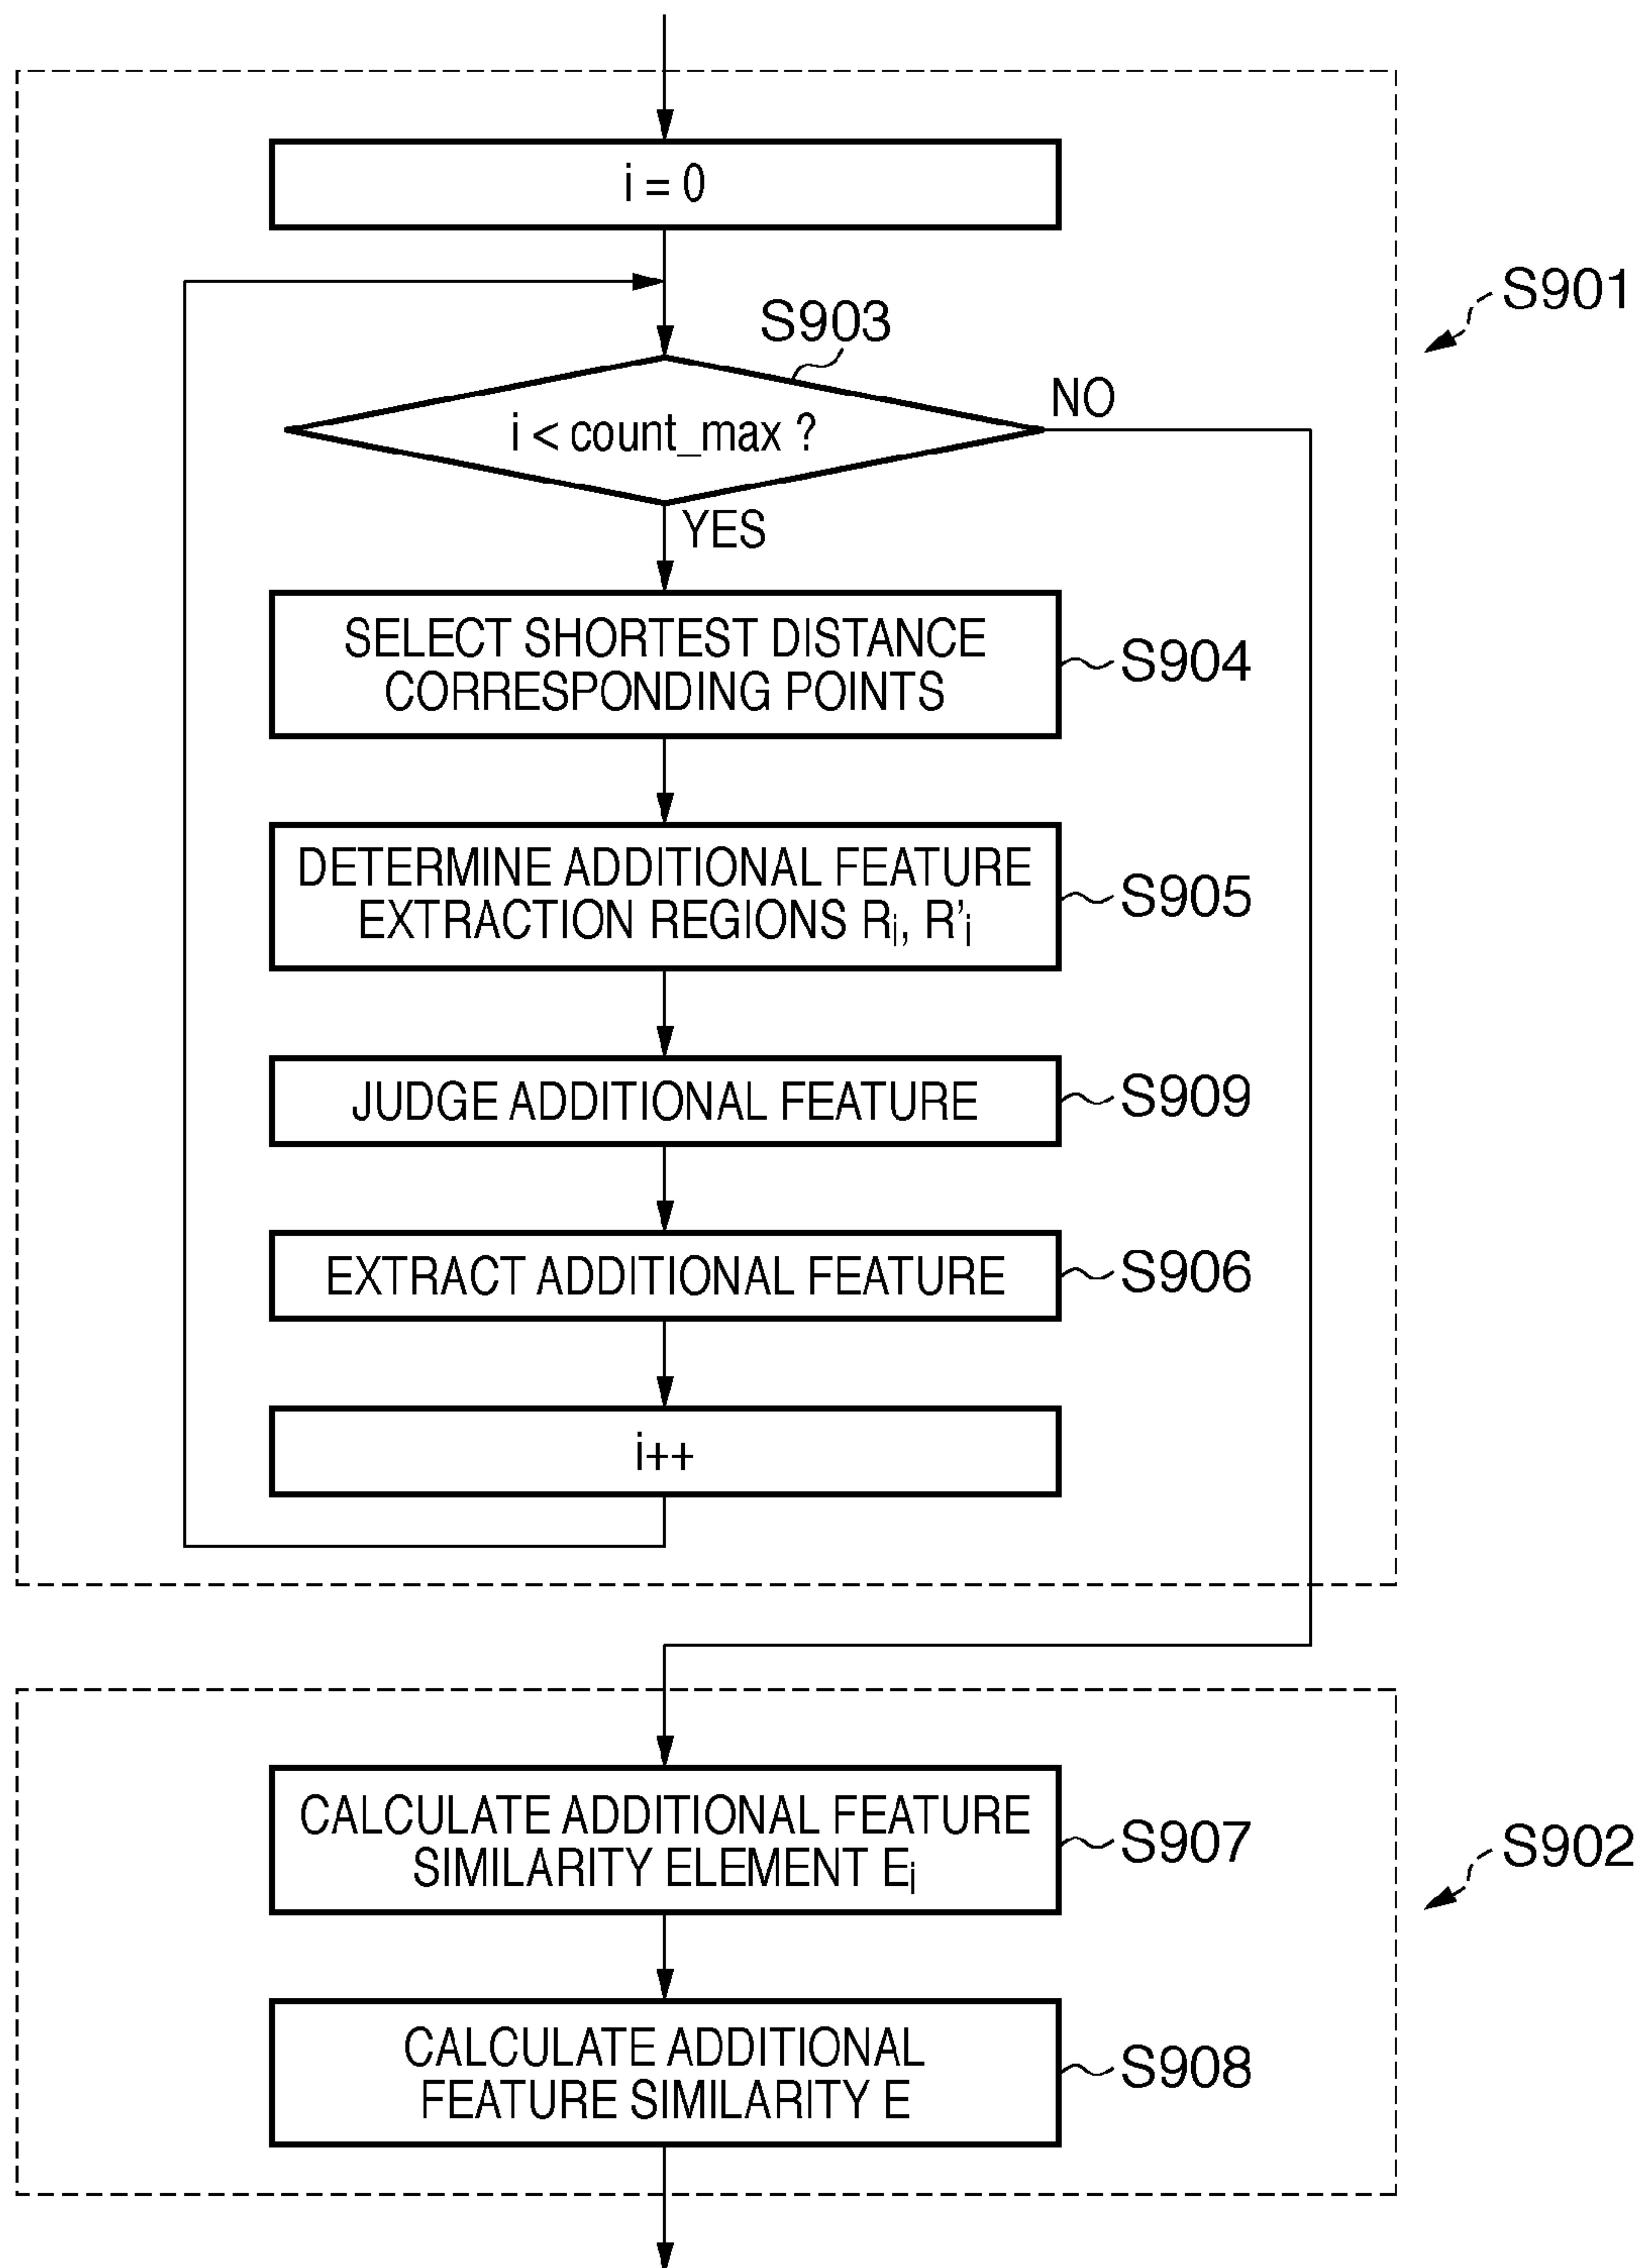 i = 0
S901
S903
i < count_max ?
NO
YES
SELECT SHORTEST DISTANCE
CORRESPONDING POINTS
S904
DETERMINE ADDITIONAL FEATURE
EXTRACTION REGIONS Ri, R'i
S905
JUDGE ADDITIONAL FEATURE
S909
EXTRACT ADDITIONAL FEATURE
S906
i++
CALCULATE ADDITIONAL FEATURE
SIMILARITY ELEMENT Ei
S907
S902
CALCULATE ADDITIONAL
FEATURE SIMILARITY E
S908